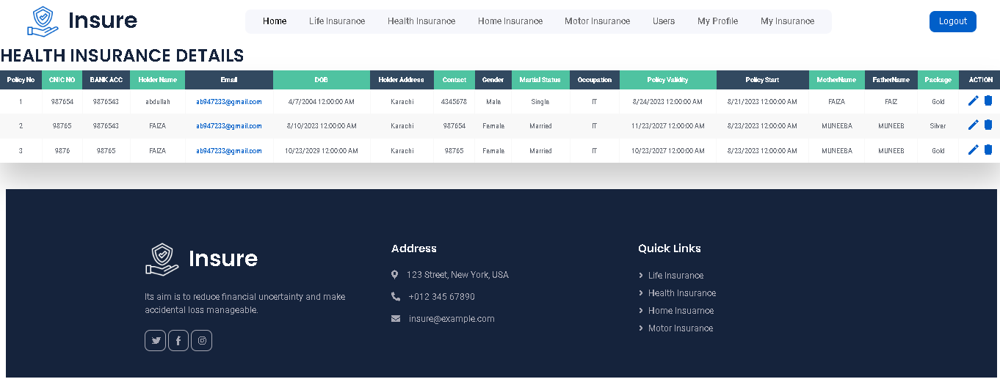 Insure
Home Life Insurance Health Insurance Home Insurance Motor Insurance Users My Profile My Insurance
Logout
HEALTH INSURANCE DETAILS
Policy No CNIC NO BANK ACC Holder Name Email DOB Holder Address Contact Gender Martial Status Occupation Policy Validity Policy Start MotherName FatherName Package ACTION
1 987654 9876543 abdullah ab947233@gmail.com 4/7/2004 12:00:00 AM Karachi 4345678 Male Single IT 8/24/2023 12:00:00 AM 8/21/2023 12:00:00 AM FAIZA FAIZ Gold
2 98765 9876543 FAIZA ab947233@gmail.com 8/10/2023 12:00:00 AM Karachi 987654 Female Married IT 11/23/2027 12:00:00 AM 8/23/2023 12:00:00 AM MUNEEBA MUNEEB Silver
3 9876 98765 FAIZA ab947233@gmail.com 10/23/2029 12:00:00 AM Karachi 98765 Female Married IT 10/23/2027 12:00:00 AM 8/23/2023 12:00:00 AM MUNEEBA MUNEEB Gold
Insure
Its aim is to reduce financial uncertainty and make
accidental loss manageable.
Address
123 Street, New York, USA
+012 345 67890
insure@example.com
Quick Links
Life Insurance
Health Insurance
Home Insuarnce
Motor Insurance